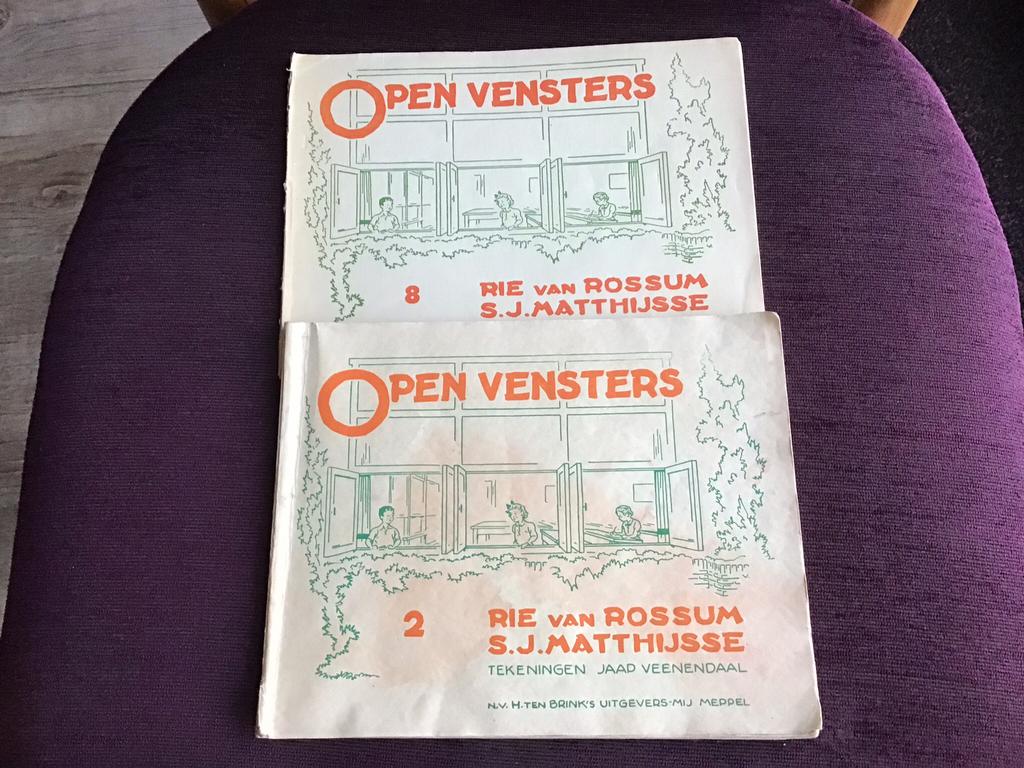 OPEN VENSTERS
8
RIE VAN ROSSUM
S.J. MATTHIJSSE
OPEN VENSTERS
2
RIE VAN ROSSUM
S.J. MATTHIJSSE
TEKENINGEN JAAP VEENENDAAL
N.V. H. TEN BRINK'S UITGEVERS-MIJ MEPPEL